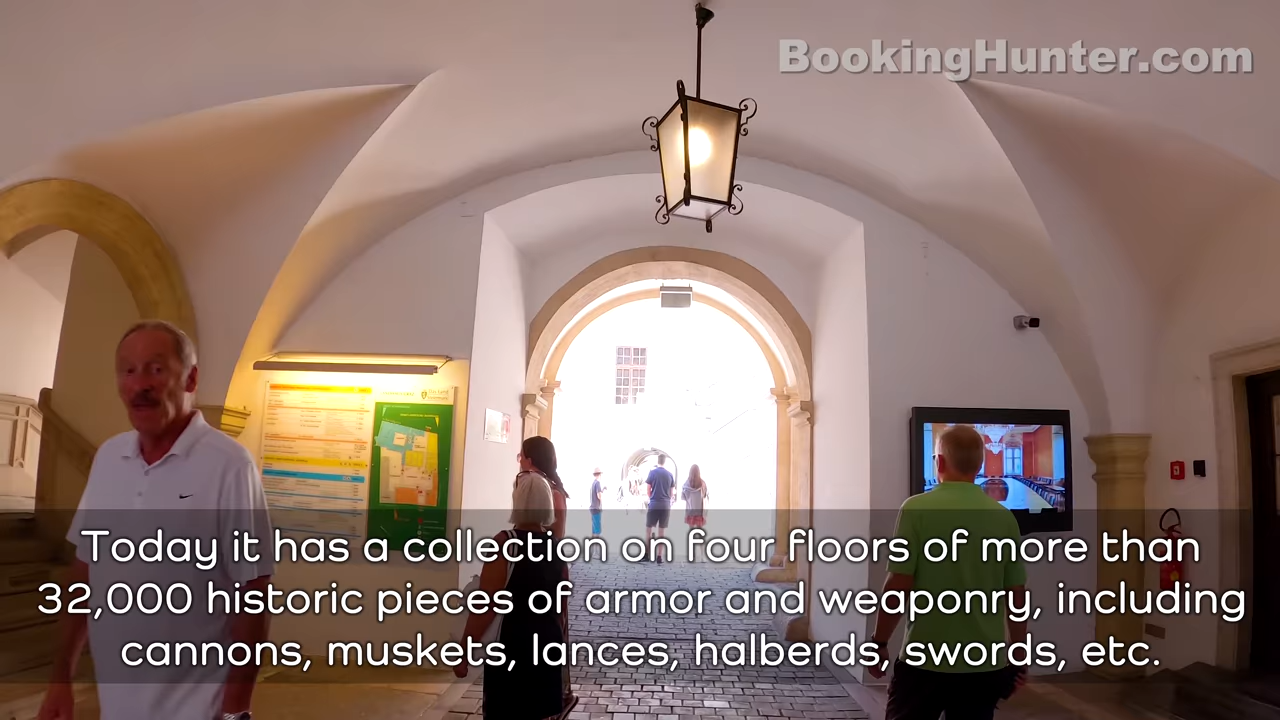 BookingHunter.com
Today it has a collection on four floors of more than
32,000 historic pieces of armor and weaponry, including
cannons, muskets, lances, halberds, swords, etc.